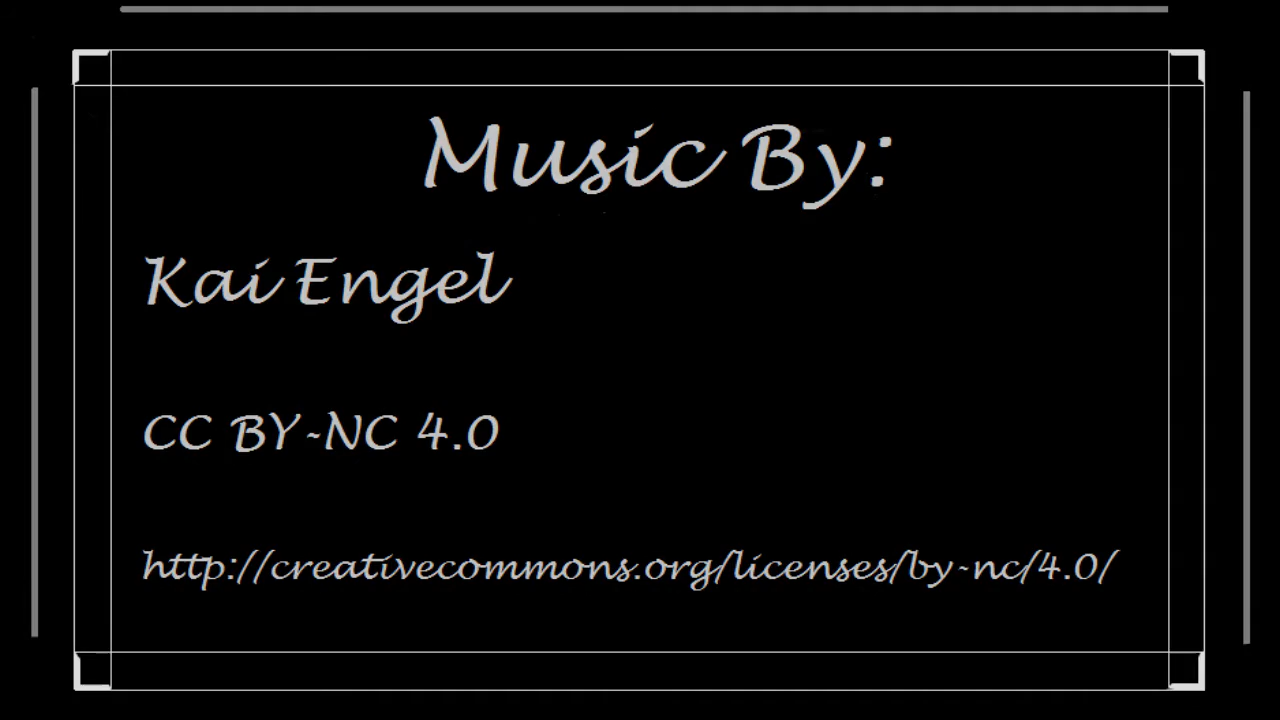 Music By:
Kai Engel
CC BY-NC 4.0
http://creativecommons.org/licenses/by-nc/4.0/